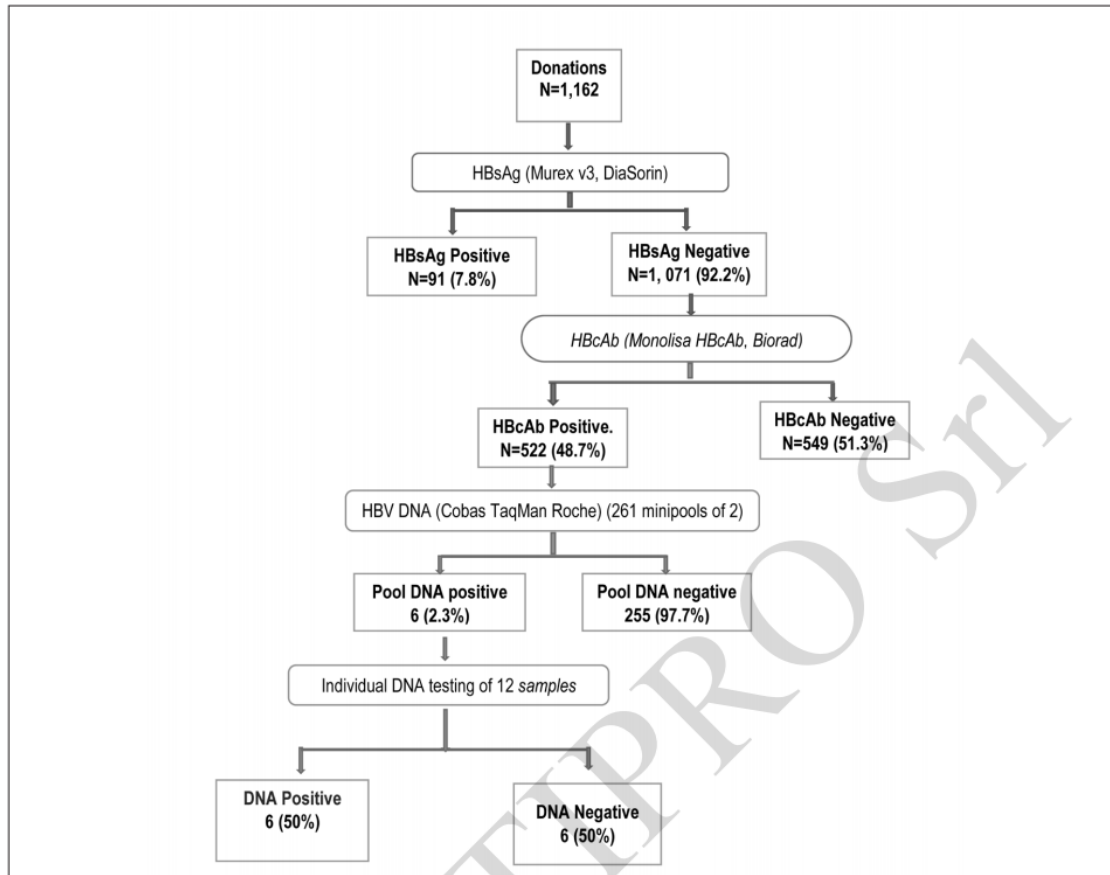 Donations
N=1,162
HBsAg (Murex v3, DiaSorin)
HBsAg Positive
N=91 (7.8%)
HBsAg Negative
N=1, 071 (92.2%)
HBcAb (Monolisa HBcAb, Biorad)
HBcAb Positive.
N=522 (48.7%)
HBcAb Negative
N=549 (51.3%)
HBV DNA (Cobas TaqMan Roche) (261 minipools of 2)
Pool DNA positive
6 (2.3%)
Pool DNA negative
255 (97.7%)
Individual DNA testing of 12 samples
DNA Positive
6 (50%)
DNA Negative
6 (50%)
TIPRO Srl